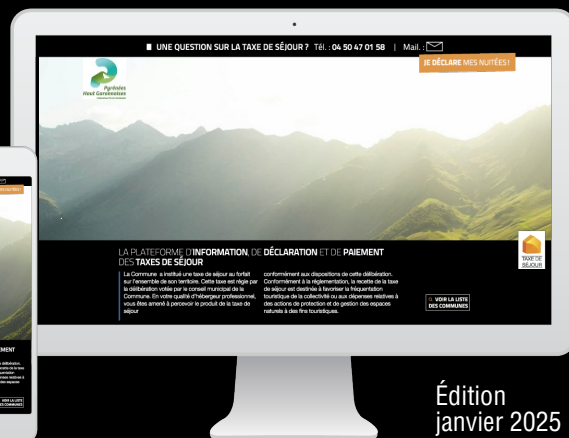 UNE QUESTION SUR LA TAXE DE SÉJOUR ? Tél. : 04 50 47 01 58 | Mail. :
JE DÉCLARE MES NUITÉES !
Pyrénées
Haut Garonnaises
LA PLATEFORME D'INFORMATION, DE DÉCLARATION ET DE PAIEMENT
DES TAXES DE SÉJOUR
La Commune a institué une taxe de séjour au forfait
sur l'ensemble de son territoire. Cette taxe est régie par
la délibération votée par le conseil municipal de la
Commune. En votre qualité d'hébergeur professionnel,
vous êtes amené à percevoir le produit de la taxe de
séjour
conformément aux dispositions de cette délibération.
Conformément à la réglementation, la recette de la taxe
de séjour est destinée à favoriser la fréquentation
touristique de la collectivité ou aux dépenses relatives à
des actions de protection et de gestion des espaces
naturels à des fins touristiques.
TAXE DE
SÉJOUR
VOIR LA LISTE
DES COMMUNES
EMENT
VOIR LA LISTE
DES COMMUNES
Édition
janvier 2025